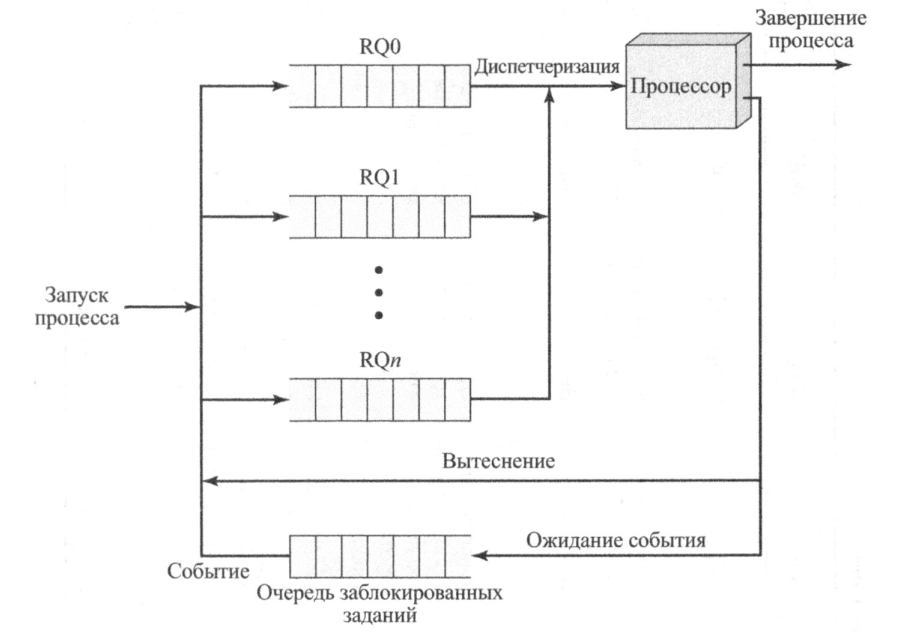 Завершение
процесса
RQ0
Диспетчеризация
Процессор
RQ1
Запуск
процесса
RQn
Вытеснение
Ожидание события
Событие
Очередь заблокированных
заданий